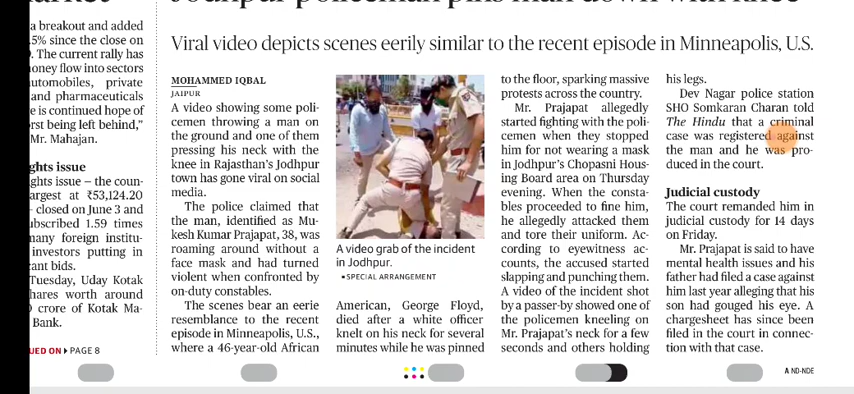 a breakout and added
.5% since the close on
The current rally has
oney flow into sectors
utomobiles, private
and pharmaceuticals
e is continued hope of
rst being left behind,”
Mr. Mahajan.
ghts issue
ghts issue – the coun-
argest at ₹53,124.20
closed on June 3 and
ubscribed 1.59 times
many foreign institu-
investors putting in
cant bids.
Tuesday, Uday Kotak
hares worth around
crore of Kotak Ma-
Bank.
UED ON PAGE 8
Jodhpur policeman pins man down with knee
Viral video depicts scenes eerily similar to the recent episode in Minneapolis, U.S.
MOHAMMED IQBAL
JAIPUR
A video showing some poli-
cemen throwing a man on
the ground and one of them
pressing his neck with the
knee in Rajasthan’s Jodhpur
town has gone viral on social
media.
The police claimed that
the man, identified as Mu-
kesh Kumar Prajapat, 38, was
roaming around without a
face mask and had turned
violent when confronted by
on-duty constables.
The scenes bear an eerie
resemblance to the recent
episode in Minneapolis, U.S.,
where a 46-year-old African
A video grab of the incident
in Jodhpur.
•SPECIAL ARRANGEMENT
American, George Floyd,
died after a white officer
knelt on his neck for several
minutes while he was pinned
to the floor, sparking massive
protests across the country.
Mr. Prajapat allegedly
started fighting with the poli-
cemen when they stopped
him for not wearing a mask
in Jodhpur’s Chopasni Hous-
ing Board area on Thursday
evening. When the consta-
bles proceeded to fine him,
he allegedly attacked them
and tore their uniform. Ac-
cording to eyewitness ac-
counts, the accused started
slapping and punching them.
A video of the incident shot
by a passer-by showed one of
the policemen kneeling on
Mr. Prajapat’s neck for a few
seconds and others holding
his legs.
Dev Nagar police station
SHO Somkaran Charan told
The Hindu that a criminal
case was registered against
the man and he was pro-
duced in the court.
Judicial custody
The court remanded him in
judicial custody for 14 days
on Friday.
Mr. Prajapat is said to have
mental health issues and his
father had filed a case against
him last year alleging that his
son had gouged his eye. A
chargesheet has since been
filed in the court in connec-
tion with that case.
A ND-NDE